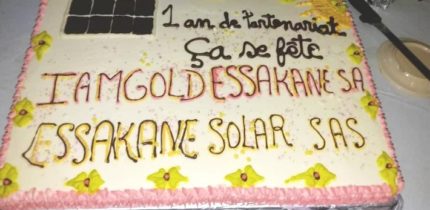 1 an de Partenariat
Ça se fête
IAMGOLD ESSAKANE SA
ESSAKANE SOLAR SAS